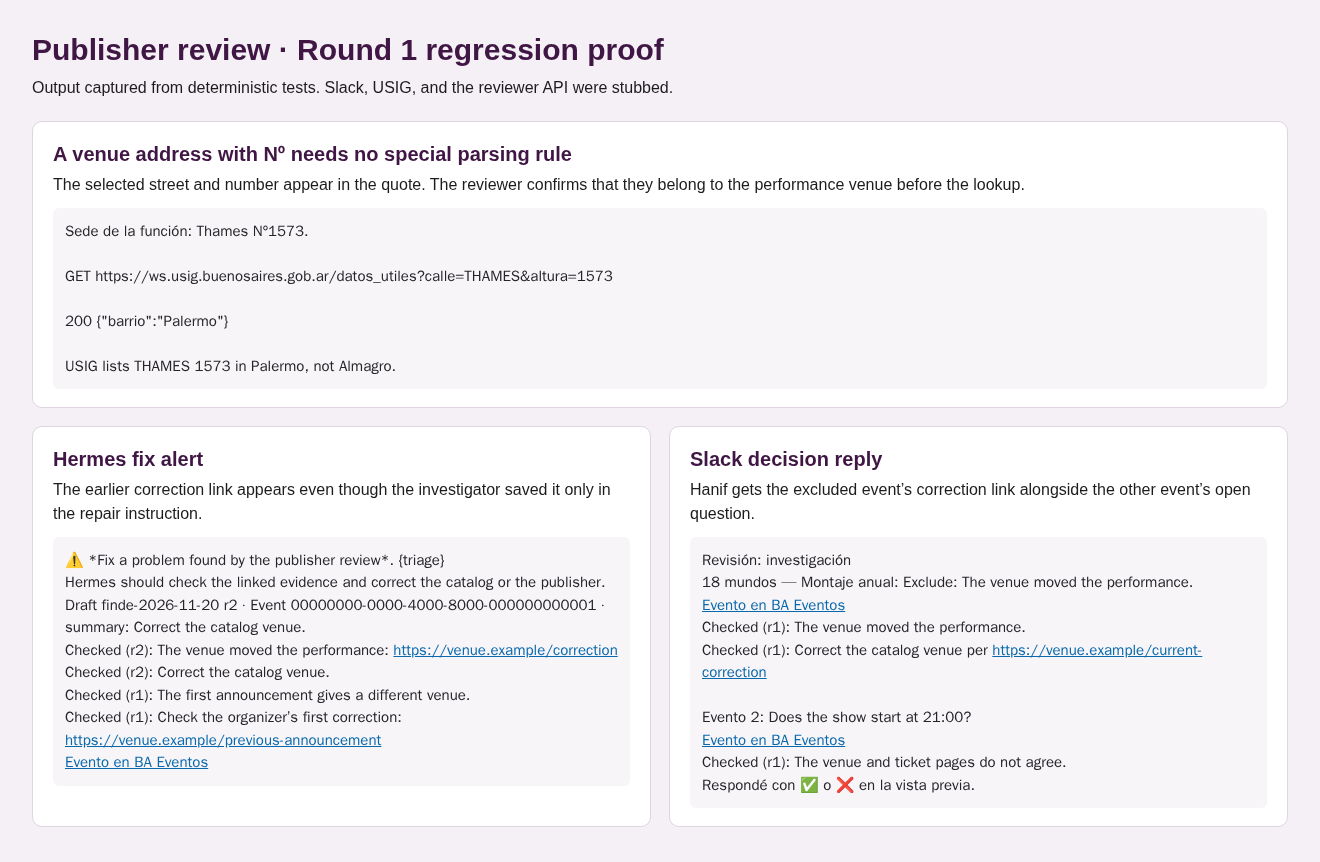 Publisher review · Round 1 regression proof
Output captured from deterministic tests. Slack, USIG, and the reviewer API were stubbed.
A venue address with Nº needs no special parsing rule
The selected street and number appear in the quote. The reviewer confirms that they belong to the performance venue before the lookup.
Sede de la función: Thames Nº1573.
GET https://ws.usig.buenosaires.gob.ar/datos_utiles?calle=THAMES&altura=1573
200 {"barrio":"Palermo"}
USIG lists THAMES 1573 in Palermo, not Almagro.
Hermes fix alert
The earlier correction link appears even though the investigator saved it only in
the repair instruction.
⚠️ *Fix a problem found by the publisher review*. {triage}
Hermes should check the linked evidence and correct the catalog or the publisher.
Draft finde-2026-11-20 r2 · Event 00000000-0000-4000-8000-000000000001 ·
summary: Correct the catalog venue.
Checked (r2): The venue moved the performance: https://venue.example/correction
Checked (r2): Correct the catalog venue.
Checked (r1): The first announcement gives a different venue.
Checked (r1): Check the organizer's first correction:
https://venue.example/previous-announcement
Evento en BA Eventos
Slack decision reply
Hanif gets the excluded event’s correction link alongside the other event’s open
question.
Revisión: investigación
18 mundos — Montaje anual: Exclude: The venue moved the performance.
Evento en BA Eventos
Checked (r1): The venue moved the performance.
Checked (r1): Correct the catalog venue per https://venue.example/current-
correction
Evento 2: Does the show start at 21:00?
Evento en BA Eventos
Checked (r1): The venue and ticket pages do not agree.
Respondé con ✅ o ❌ en la vista previa.